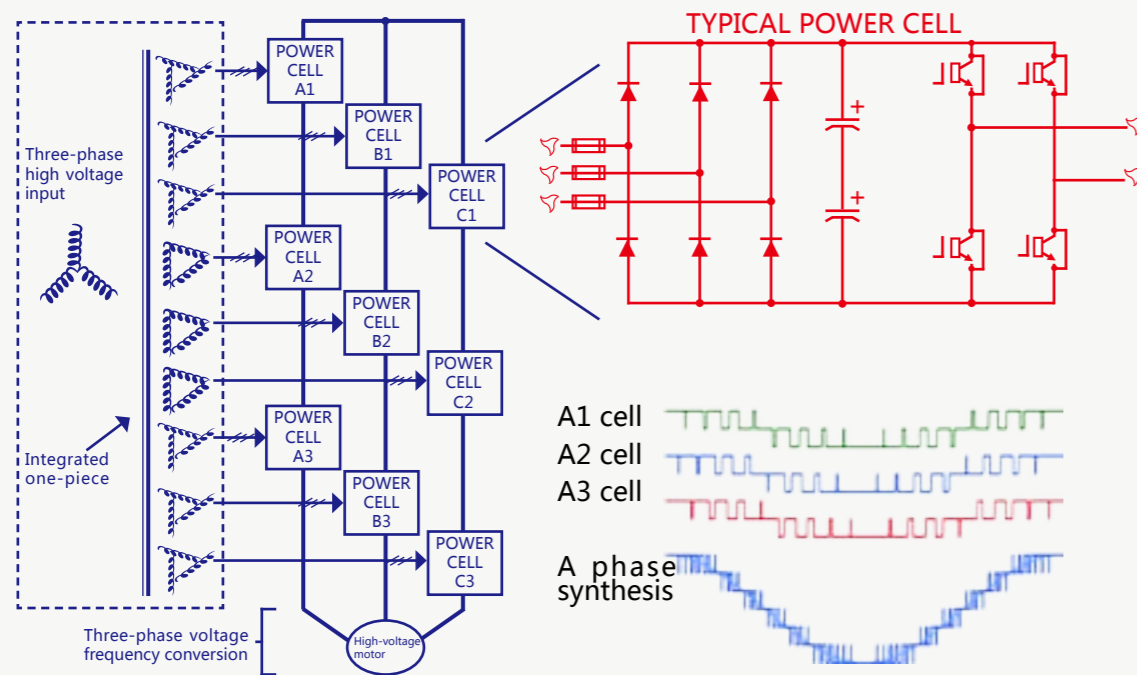 TYPICAL POWER CELL
POWER
CELL
A1
POWER
CELL
B1
Three-phase
high voltage
input
POWER
CELL
C1
POWER
CELL
A2
POWER
CELL
B2
POWER
CELL
C2
POWER
CELL
A3
Integrated
one-piece
POWER
CELL
B3
POWER
CELL
C3
Three-phase voltage
frequency conversion
High-voltage
motor
+
+
A1 cell
A2 cell
A3 cell
A phase
synthesis